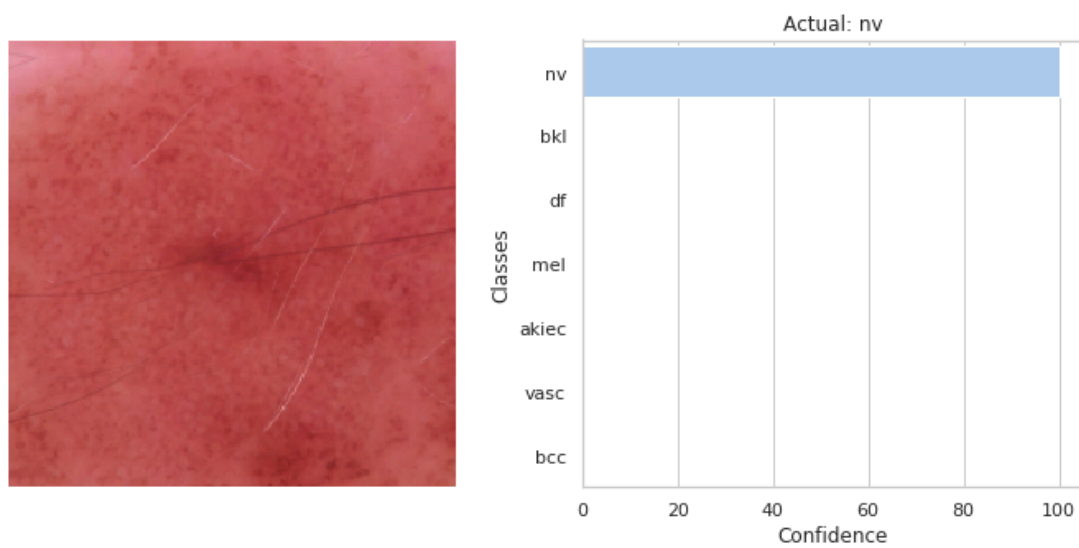 Actual: nv
nv
bkl
df
mel
akiec
vasc
bcc
Classes
0 20 40 60 80 100
Confidence